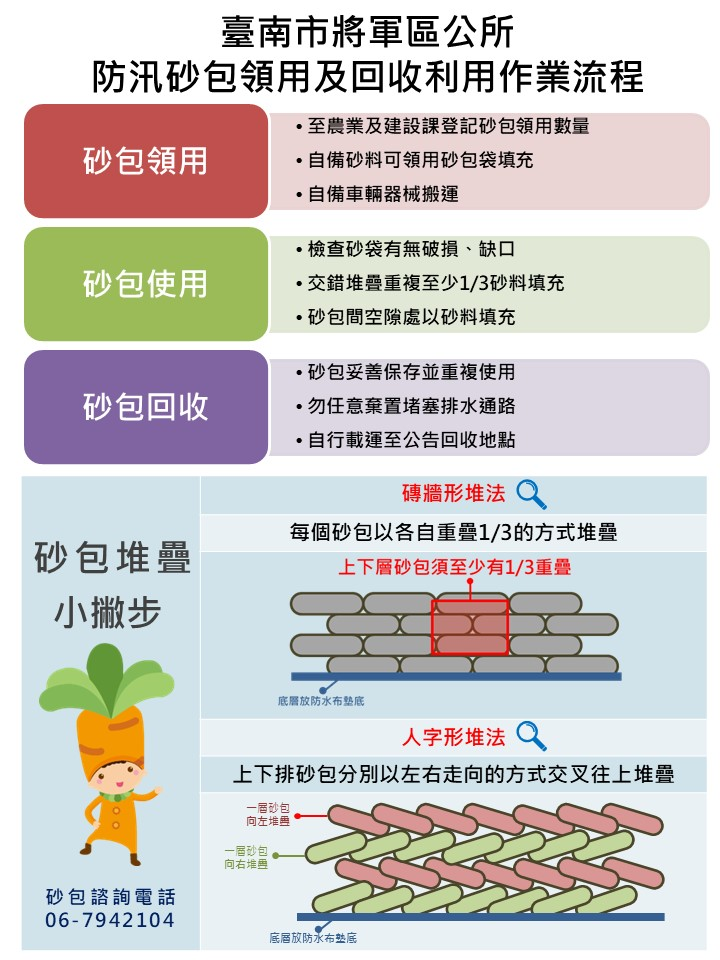 臺南市將軍區公所
防汛砂包領用及回收利用作業流程
砂包領用
• 至農業及建設課登記砂包領用數量
• 自備砂料可領用砂包袋填充
• 自備車輛器械搬運
砂包使用
• 檢查砂袋有無破損、缺口
• 交錯堆疊重複至少1/3砂料填充
• 砂包間空隙處以砂料填充
砂包回收
• 砂包妥善保存並重複使用
• 勿任意棄置堵塞排水通路
• 自行載運至公告回收地點
砂包堆疊
小撇步
砂包諮詢電話
06-7942104
磚牆形堆法
每個砂包以各自重疊1/3的方式堆疊
上下層砂包須至少有1/3重疊
底層放防水布墊底
人字形堆法
上下排砂包分別以左右走向的方式交叉往上堆疊
一層砂包
向左堆疊
一層砂包
向右堆疊
底層放防水布墊底